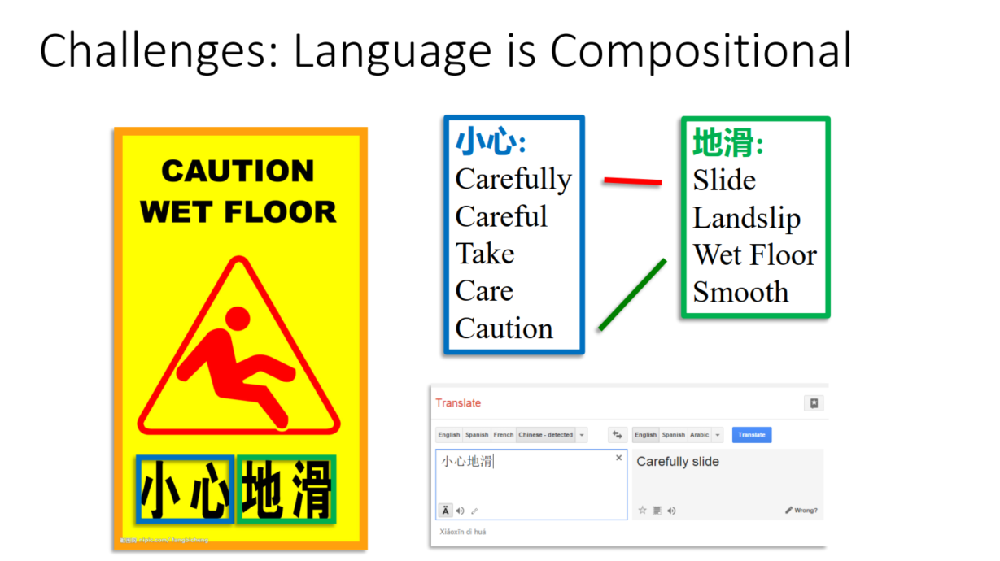 Challenges: Language is Compositional
CAUTION
WET FLOOR
小心地滑
小心:
Carefully
Careful
Take
Care
Caution
地滑:
Slide
Landslip
Wet Floor
Smooth
Translate
English Spanish French Chinese - detected
English Spanish Arabic Translate
小心地滑
Carefully slide
Ä
Wrong?
Xiǎoxīn di huá